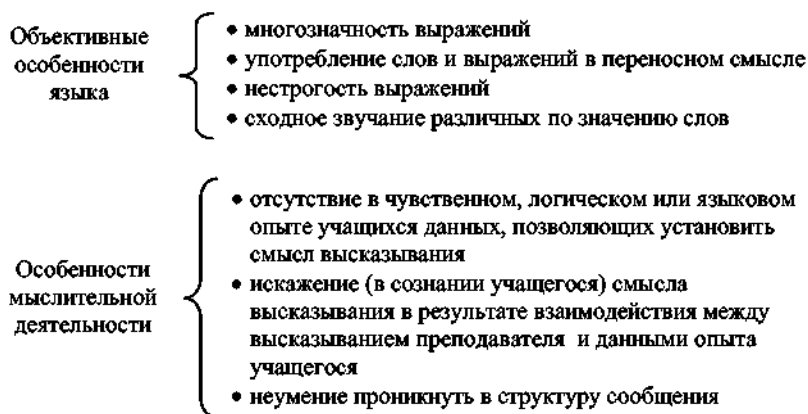 Объективные
особенности
языка
• многозначность выражений
• употребление слов и выражений в переносном смысле
• нестрогость выражений
• сходное звучание различных по значению слов
Особенности
мыслительной
деятельности
• отсутствие в чувственном, логическом или языковом
опыте учащихся данных, позволяющих установить
смысл высказывания
• искажение (в сознании учащегося) смысла
высказывания в результате взаимодействия между
высказыванием преподавателя и данными опыта
учащегося
• неумение проникнуть в структуру сообщения